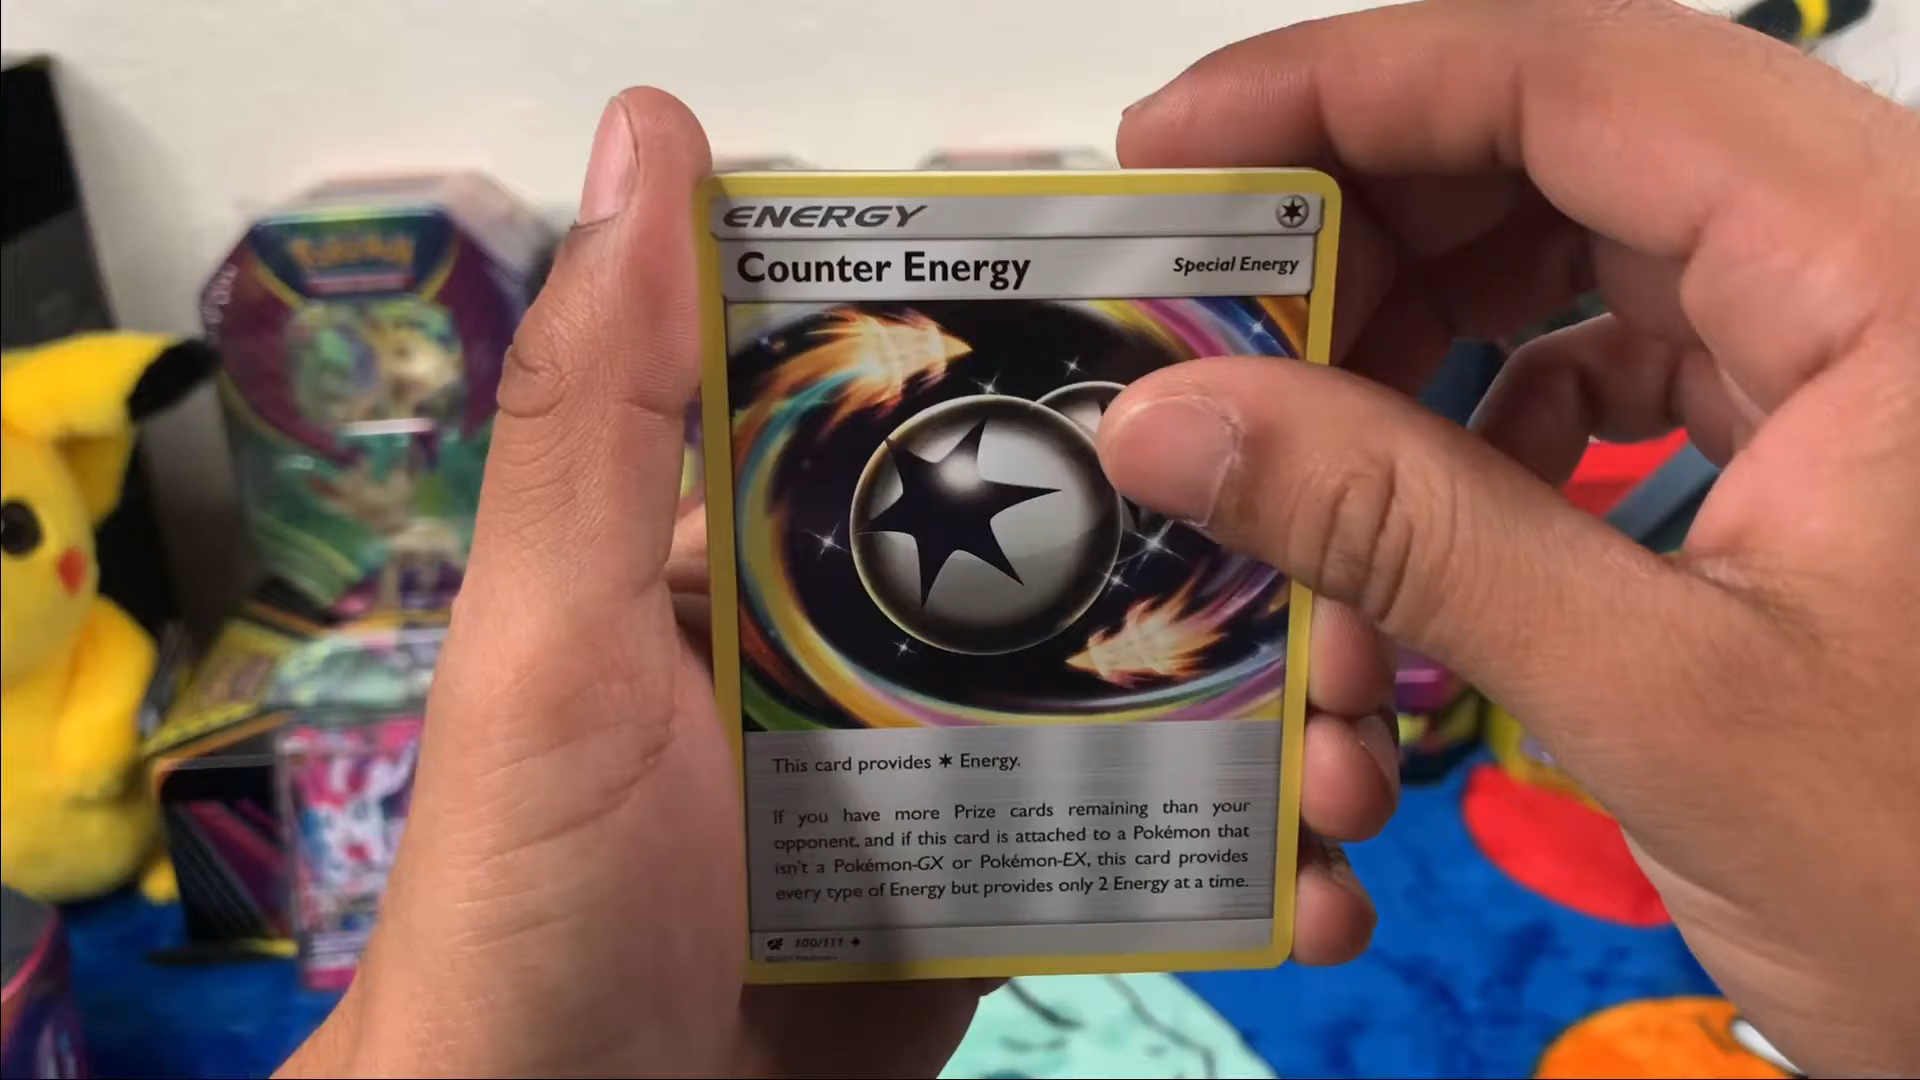 ENERGY
Counter Energy
Special Energy
This card provides ✶ Energy.
If you have more Prize cards remaining than your
opponent, and if this card is attached to a Pokémon that
isn't a Pokémon-GX or Pokémon-EX, this card provides
every type of Energy but provides only 2 Energy at a time.
100/111